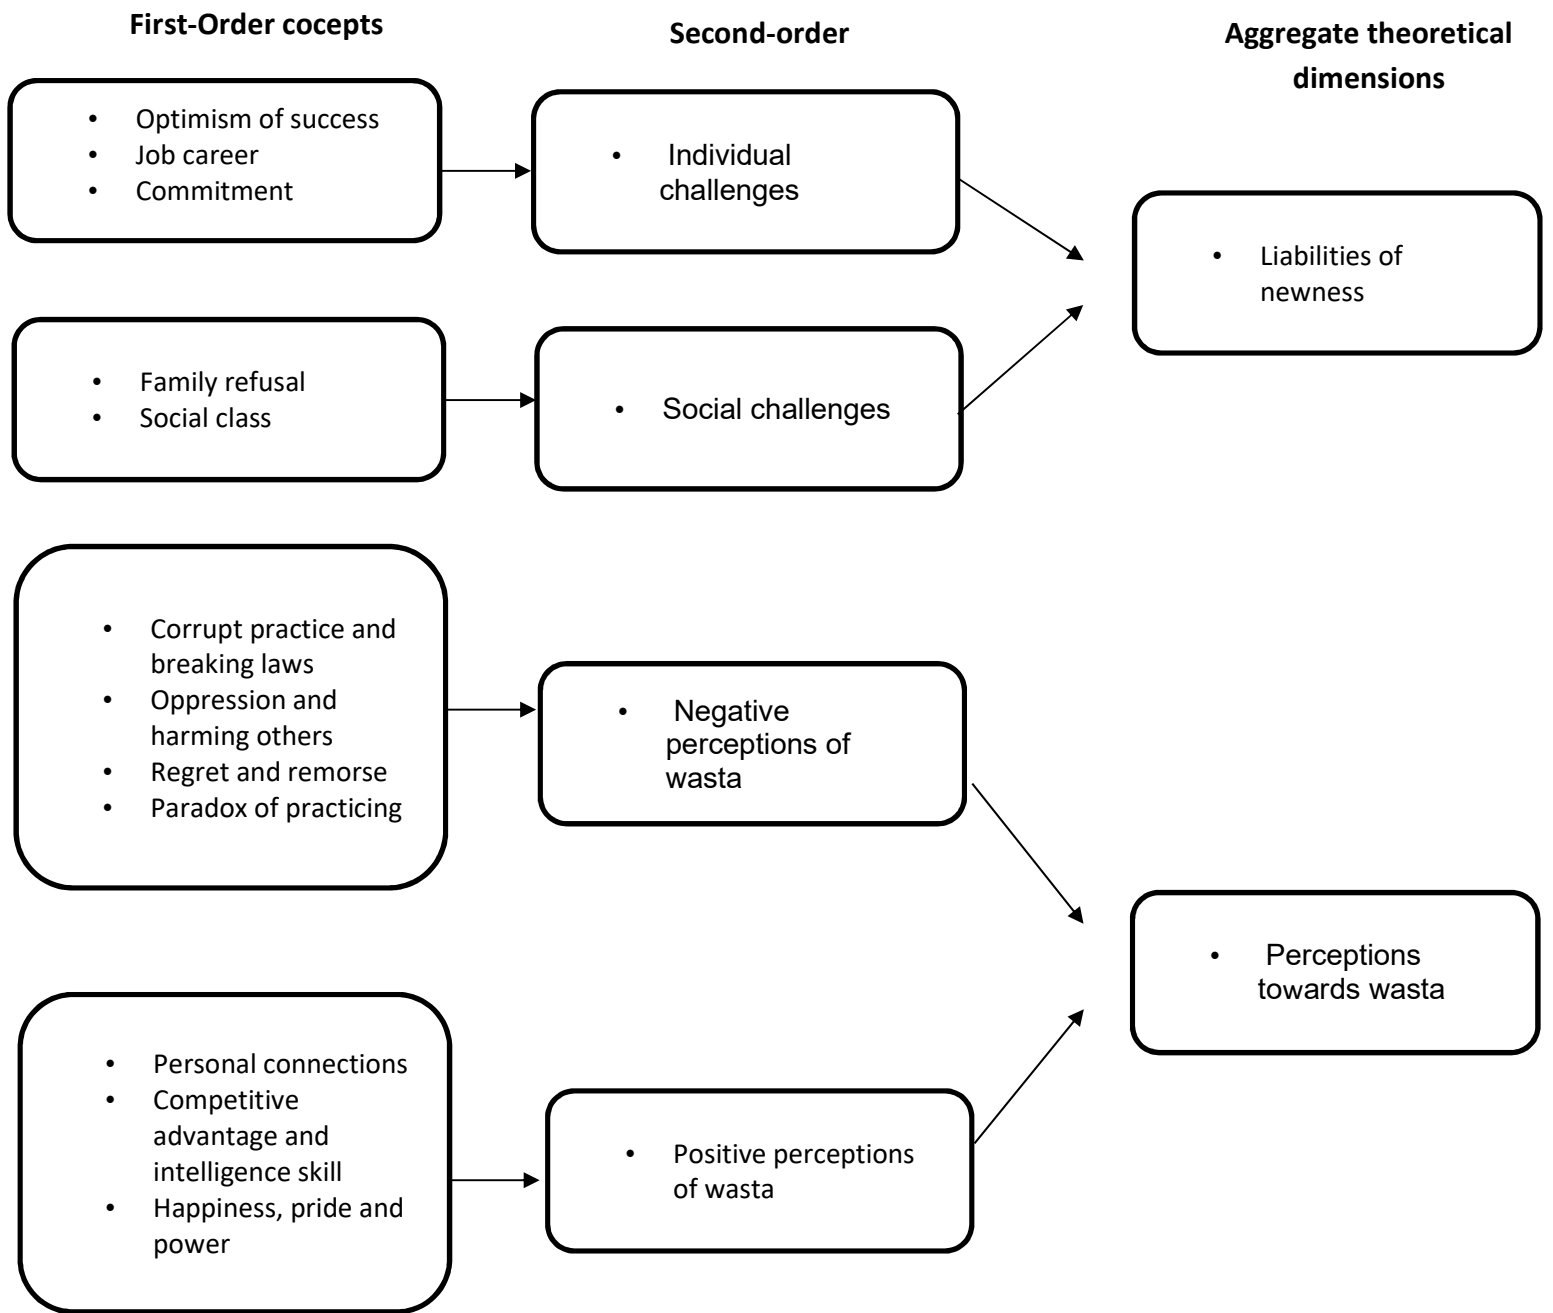 First-Order cocepts
Second-order
Aggregate theoretical
dimensions
• Optimism of success
• Job career
• Commitment
• Individual
challenges
• Liabilities of
newness
• Family refusal
• Social class
• Social challenges
• Corrupt practice and
breaking laws
• Oppression and
harming others
• Regret and remorse
• Paradox of practicing
• Negative
perceptions of
wasta
• Perceptions
towards wasta
• Personal connections
• Competitive
advantage and
intelligence skill
• Happiness, pride and
power
• Positive perceptions
of wasta